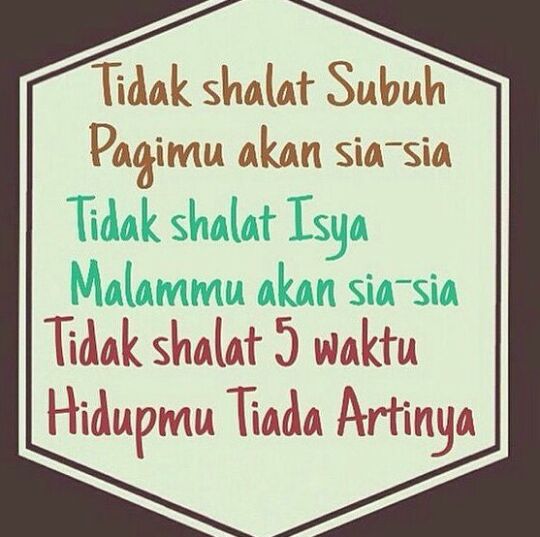 Tidak shalat Subuh
Pagimu akan sia-sia
Tidak shalat Isya
Malammu akan sia-sia
Tidak shalat 5 waktu
Hidupmu Tiada Artinya